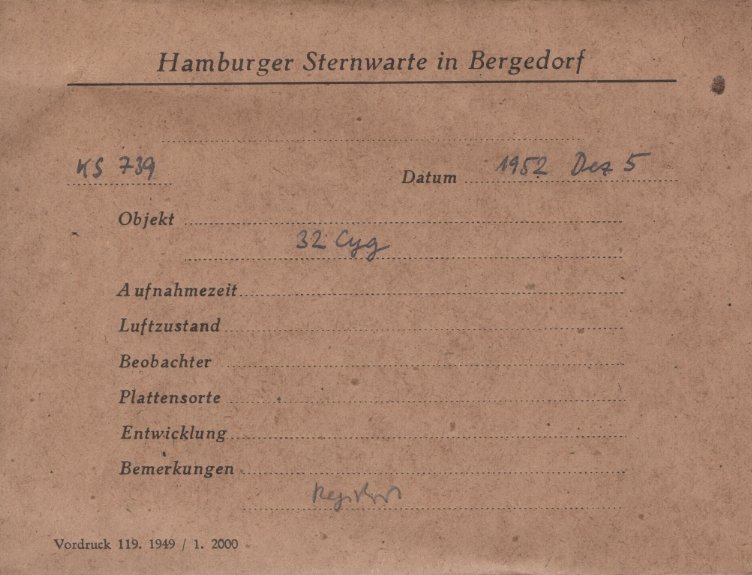 Hamburger Sternwarte in Bergedorf
KS 739
Datum 1952 Dez 5
Objekt
32 Cyg
Aufnahmezeit
Luftzustand
Beobachter
Plattensorte
Entwicklung
Bemerkungen
Vordruck 119. 1949 / 1. 2000